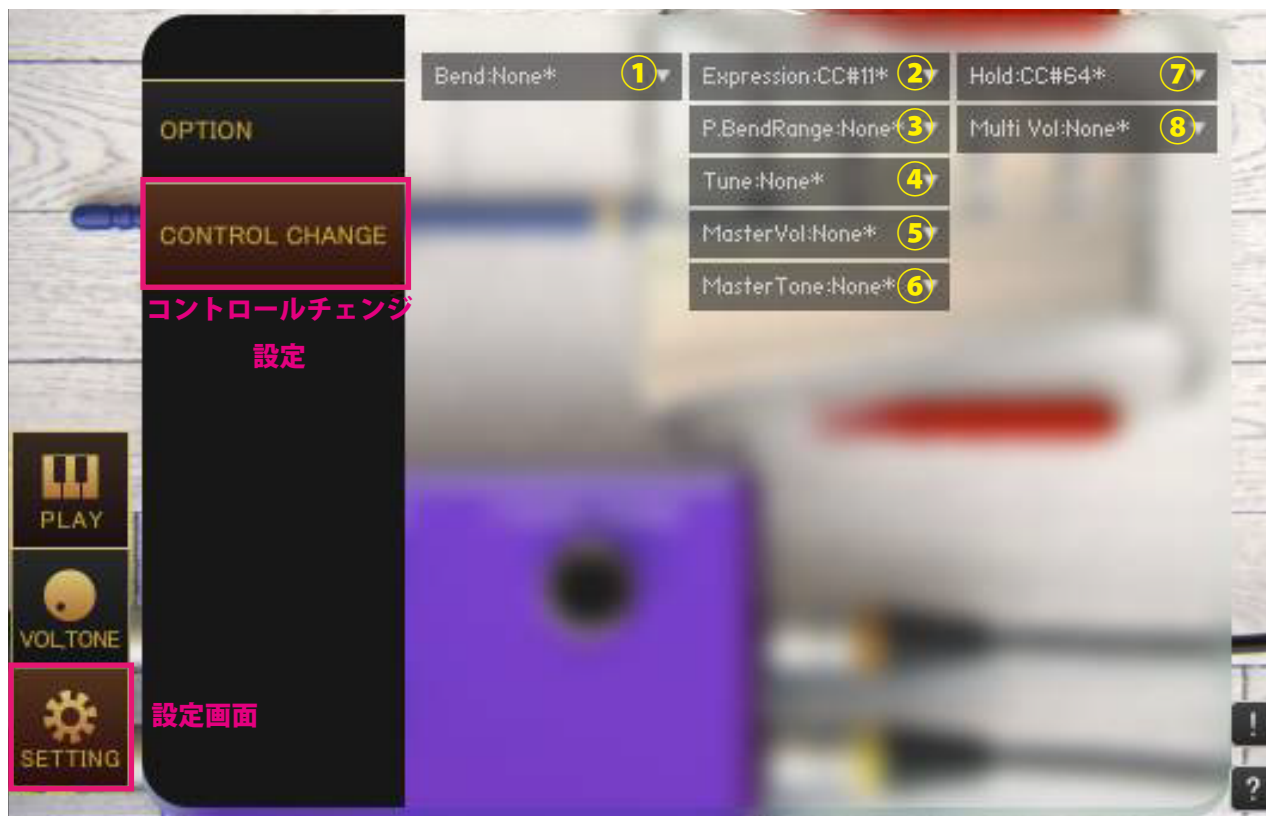 Bend:None* ①▼
Expression:CC#11* ②▼
Hold:CC#64* ⑦▼
P.BendRange:None* ③▼
Multi Vol:None* ⑧▼
Tune:None* ④▼
MasterVol:None* ⑤▼
MasterTone:None* ⑥▼
OPTION
CONTROL CHANGE
コントロールチェンジ
設定
PLAY
VOL,TONE
SETTING
設定画面
!
?